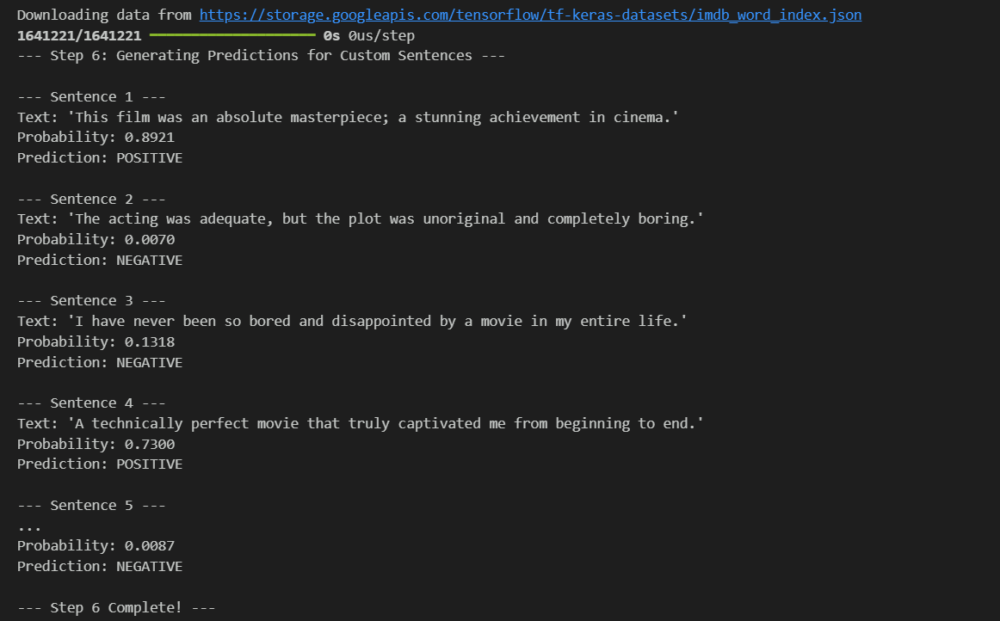 Downloading data from https://storage.googleapis.com/tensorflow/tf-keras-datasets/imdb_word_index.json
1641221/1641221 ━━━━━━━━━━━━━━━━━━━━ 0s 0us/step
--- Step 6: Generating Predictions for Custom Sentences ---
--- Sentence 1 ---
Text: 'This film was an absolute masterpiece; a stunning achievement in cinema.'
Probability: 0.8921
Prediction: POSITIVE
--- Sentence 2 ---
Text: 'The acting was adequate, but the plot was unoriginal and completely boring.'
Probability: 0.0070
Prediction: NEGATIVE
--- Sentence 3 ---
Text: 'I have never been so bored and disappointed by a movie in my entire life.'
Probability: 0.1318
Prediction: NEGATIVE
--- Sentence 4 ---
Text: 'A technically perfect movie that truly captivated me from beginning to end.'
Probability: 0.7300
Prediction: POSITIVE
--- Sentence 5 ---
...
Probability: 0.0087
Prediction: NEGATIVE
--- Step 6 Complete! ---